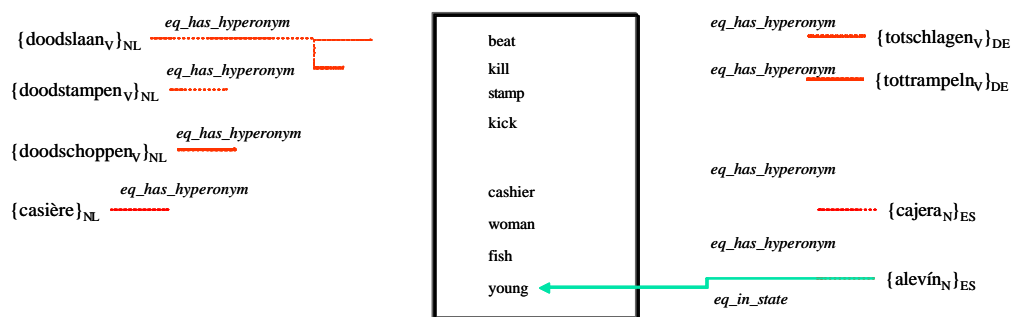 eq_has_hyperonym
{doodslaanV}NL
eq_has_hyperonym
{doodstampenV}NL
eq_has_hyperonym
{doodschoppenV}NL
eq_has_hyperonym
{casière}NL
beat
kill
stamp
kick
cashier
woman
fish
young
eq_has_hyperonym
{totschlagenV}DE
eq_has_hyperonym
{tottrampelnV}DE
eq_has_hyperonym
{cajeraN}ES
eq_has_hyperonym
{alevínN}ES
eq_in_state